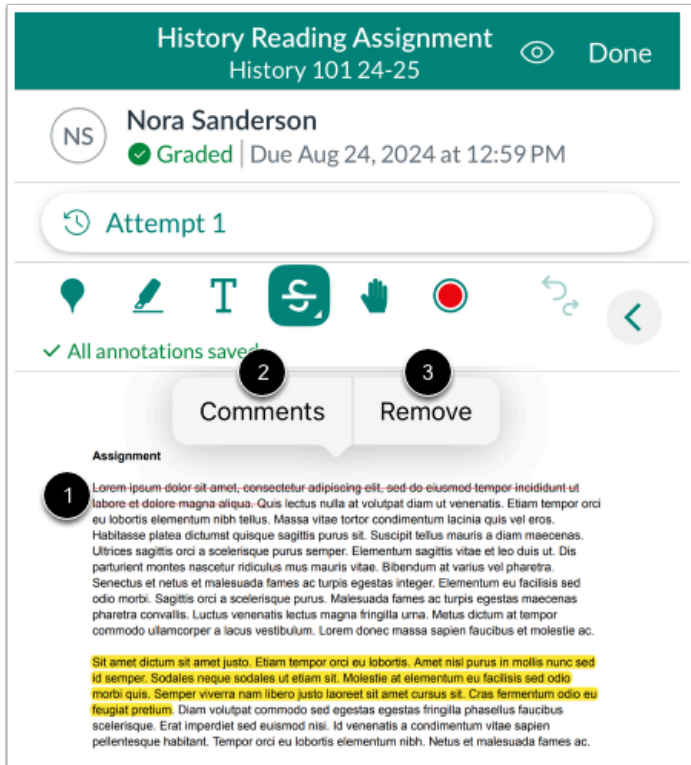 History Reading Assignment
History 101 24-25
Done
NS
Nora Sanderson
Graded | Due Aug 24, 2024 at 12:59 PM
Attempt 1
T S
All annotations saved
2 3
Comments Remove
Assignment
1
Lorem ipsum dolor sit amet, consectetur adipiscing elit, sed do eiusmod tempor incididunt ut
labore et dolore magna aliqua. Quis lectus nulla at volutpat diam ut venenatis. Etiam tempor orci
eu lobortis elementum nibh tellus. Massa vitae tortor condimentum lacinia quis vel eros.
Habitasse platea dictumst quisque sagittis purus sit. Suscipit tellus mauris a diam maecenas.
Ultrices sagittis orci a scelerisque purus semper. Elementum sagittis vitae et leo duis ut. Dis
parturient montes nascetur ridiculus mus mauris vitae. Bibendum at varius vel pharetra.
Senectus et netus et malesuada fames ac turpis egestas integer. Elementum eu facilisis sed
odio morbi. Sagittis orci a scelerisque purus. Malesuada fames ac turpis egestas maecenas
pharetra convallis. Luctus venenatis lectus magna fringilla urna. Metus dictum at tempor
commodo ullamcorper a lacus vestibulum. Lorem donec massa sapien faucibus et molestie ac.
Sit amet dictum sit amet justo. Etiam tempor orci eu lobortis. Amet nisl purus in mollis nunc sed
id semper. Sodales neque sodales ut etiam sit. Molestie at elementum eu facilisis sed odio
morbi quis. Semper viverra nam libero justo laoreet sit amet cursus sit. Cras fermentum odio eu
feugiat pretium. Diam volutpat commodo sed egestas egestas fringilla phasellus faucibus
scelerisque. Erat imperdiet sed euismod nisi. Id venenatis a condimentum vitae sapien
pellentesque habitant. Tempor orci eu lobortis elementum nibh. Netus et malesuada fames ac.